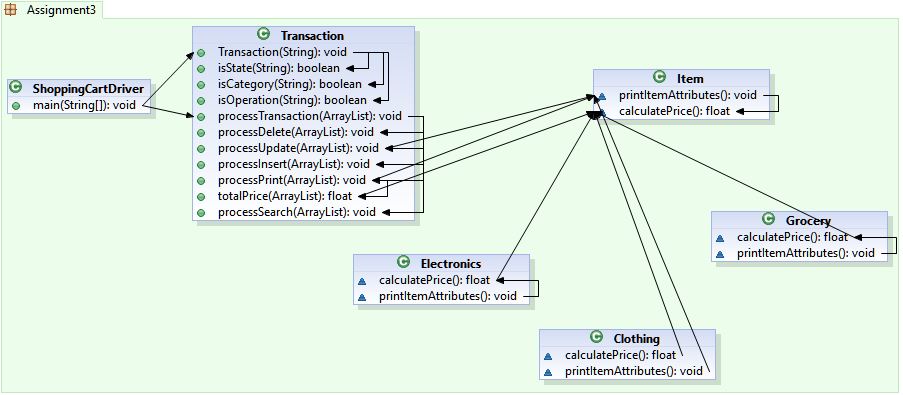 Assignment3
Transaction
Transaction(String): void
isState(String): boolean
isCategory(String): boolean
isOperation(String): boolean
processTransaction(ArrayList): void
processDelete(ArrayList): void
processUpdate(ArrayList): void
processInsert(ArrayList): void
processPrint(ArrayList): void
totalPrice(ArrayList): float
processSearch(ArrayList): void
ShoppingCartDriver
main(String[]): void
Item
printItemAttributes(): void
calculatePrice(): float
Grocery
calculatePrice(): float
printItemAttributes(): void
Electronics
calculatePrice(): float
printItemAttributes(): void
Clothing
calculatePrice(): float
printItemAttributes(): void